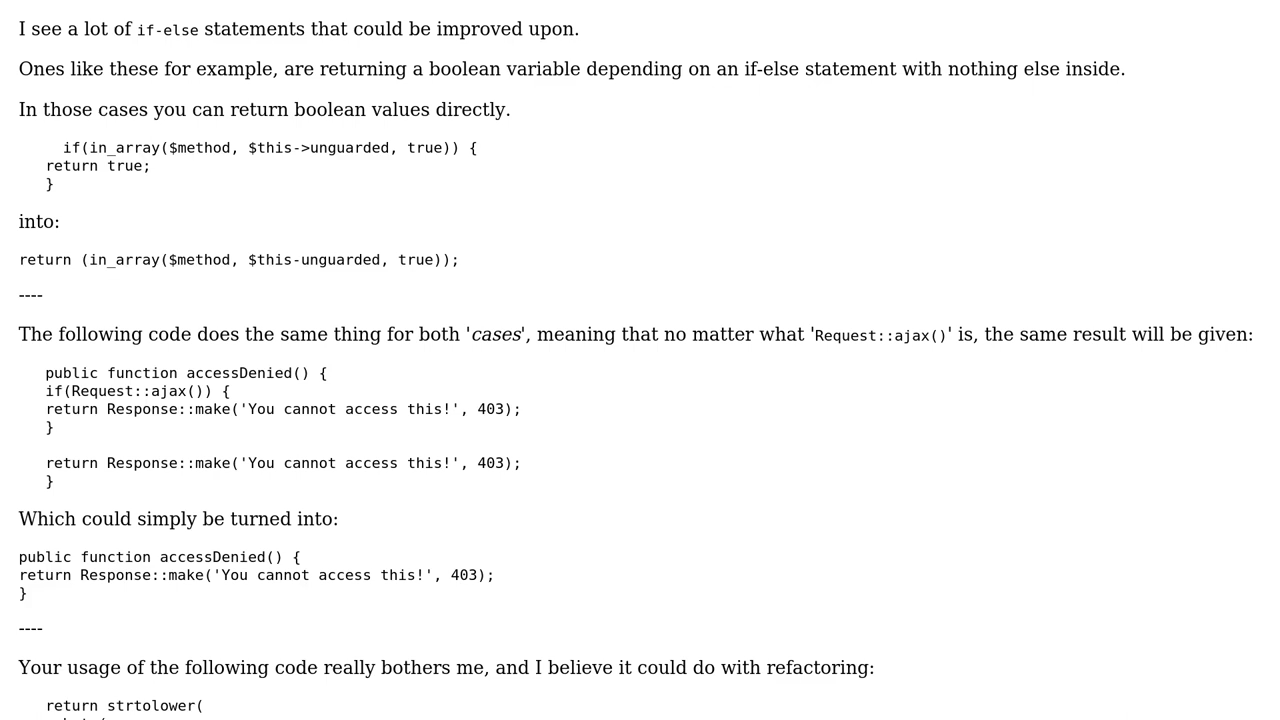 I see a lot of if-else statements that could be improved upon.
Ones like these for example, are returning a boolean variable depending on an if-else statement with nothing else inside.
In those cases you can return boolean values directly.
if(in_array($method, $this->unguarded, true)) {
return true;
}
into:
return (in_array($method, $this-unguarded, true));
----
The following code does the same thing for both 'cases', meaning that no matter what 'Request::ajax()' is, the same result will be given:
public function accessDenied() {
if(Request::ajax()) {
return Response::make('You cannot access this!', 403);
}
return Response::make('You cannot access this!', 403);
}
Which could simply be turned into:
public function accessDenied() {
return Response::make('You cannot access this!', 403);
}
----
Your usage of the following code really bothers me, and I believe it could do with refactoring:
return strtolower(